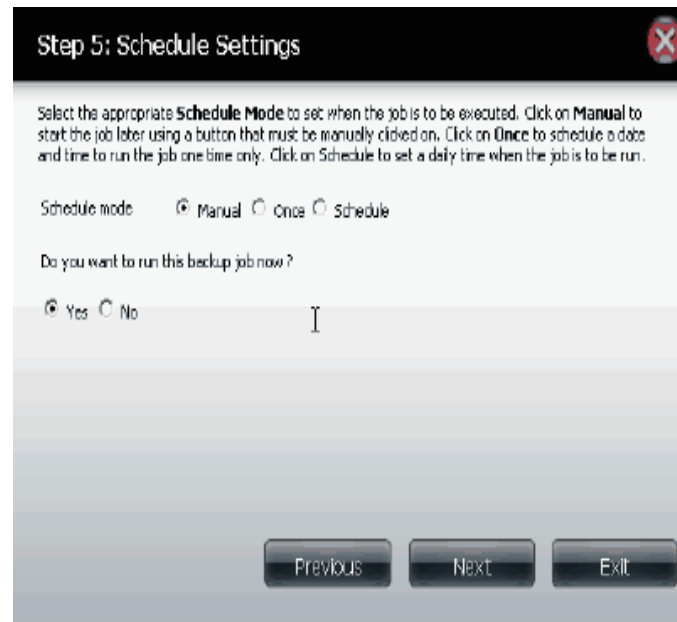 Step 5: Schedule Settings
Select the appropriate Schedule Mode to set when the job is to be executed. Click on Manual to
start the job later using a button that must be manually clicked on. Click on Once to schedule a date
and time to run the job one time only. Click on Schedule to set a daily time when the job is to be run.
Schedule mode Manual Once Schedule
Do you want to run this backup job now ?
Yes No
Previous Next Exit